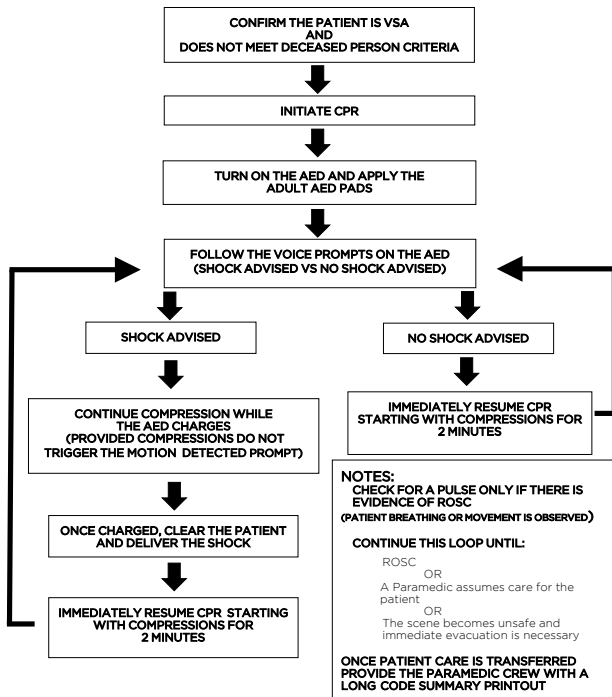 CONFIRM THE PATIENT IS VSA
AND
DOES NOT MEET DECEASED PERSON CRITERIA
INITIATE CPR
TURN ON THE AED AND APPLY THE
ADULT AED PADS
FOLLOW THE VOICE PROMPTS ON THE AED
(SHOCK ADVISED VS NO SHOCK ADVISED)
SHOCK ADVISED
CONTINUE COMPRESSION WHILE
THE AED CHARGES
(PROVIDED COMPRESSIONS DO NOT
TRIGGER THE MOTION DETECTED PROMPT)
ONCE CHARGED, CLEAR THE PATIENT
AND DELIVER THE SHOCK
IMMEDIATELY RESUME CPR STARTING
WITH COMPRESSIONS FOR
2 MINUTES
NO SHOCK ADVISED
IMMEDIATELY RESUME CPR
STARTING WITH COMPRESSIONS FOR
2 MINUTES
NOTES:
CHECK FOR A PULSE ONLY IF THERE IS
EVIDENCE OF ROSC
(PATIENT BREATHING OR MOVEMENT IS OBSERVED)
CONTINUE THIS LOOP UNTIL:
ROSC
OR
A Paramedic assumes care for the
patient
OR
The scene becomes unsafe and
immediate evacuation is necessary
ONCE PATIENT CARE IS TRANSFERRED
PROVIDE THE PARAMEDIC CREW WITH A
LONG CODE SUMMARY PRINTOUT